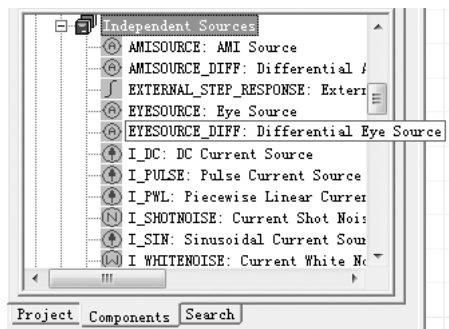 Independent Sources
AMISOURCE: AMI Source
AMISOURCE_DIFF: Differential
EXTERNAL_STEP_RESPONSE: Extern
EYESOURCE: Eye Source
EYESOURCE_DIFF: Differential Eye Source
I_DC: DC Current Source
I_PULSE: Pulse Current Source
I_PWL: Piecewise Linear Curren
I_SHOTNOISE: Current Shot Nois
I_SIN: Sinusoidal Current Sour
I WHITENOISE: Current White No
Project Components Search